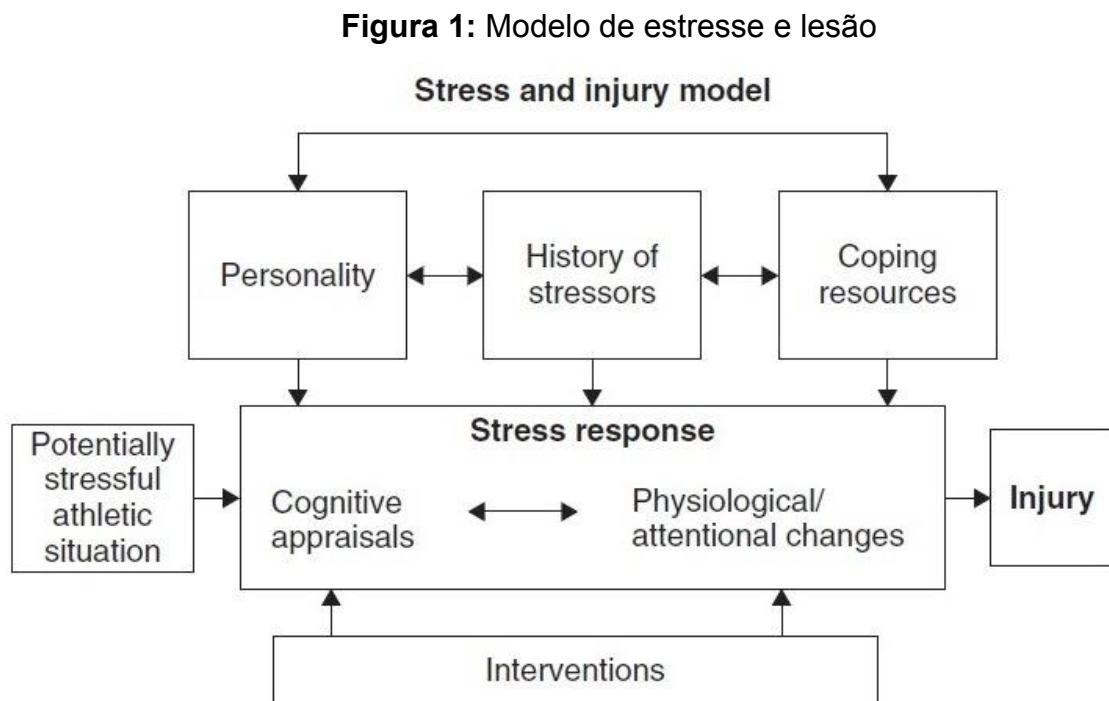 Figura 1: Modelo de estresse e lesão
Stress and injury model
Personality
History of
stressors
Coping
resources
Potentially
stressful
athletic
situation
Stress response
Cognitive
appraisals
Physiological/
attentional changes
Injury
Interventions